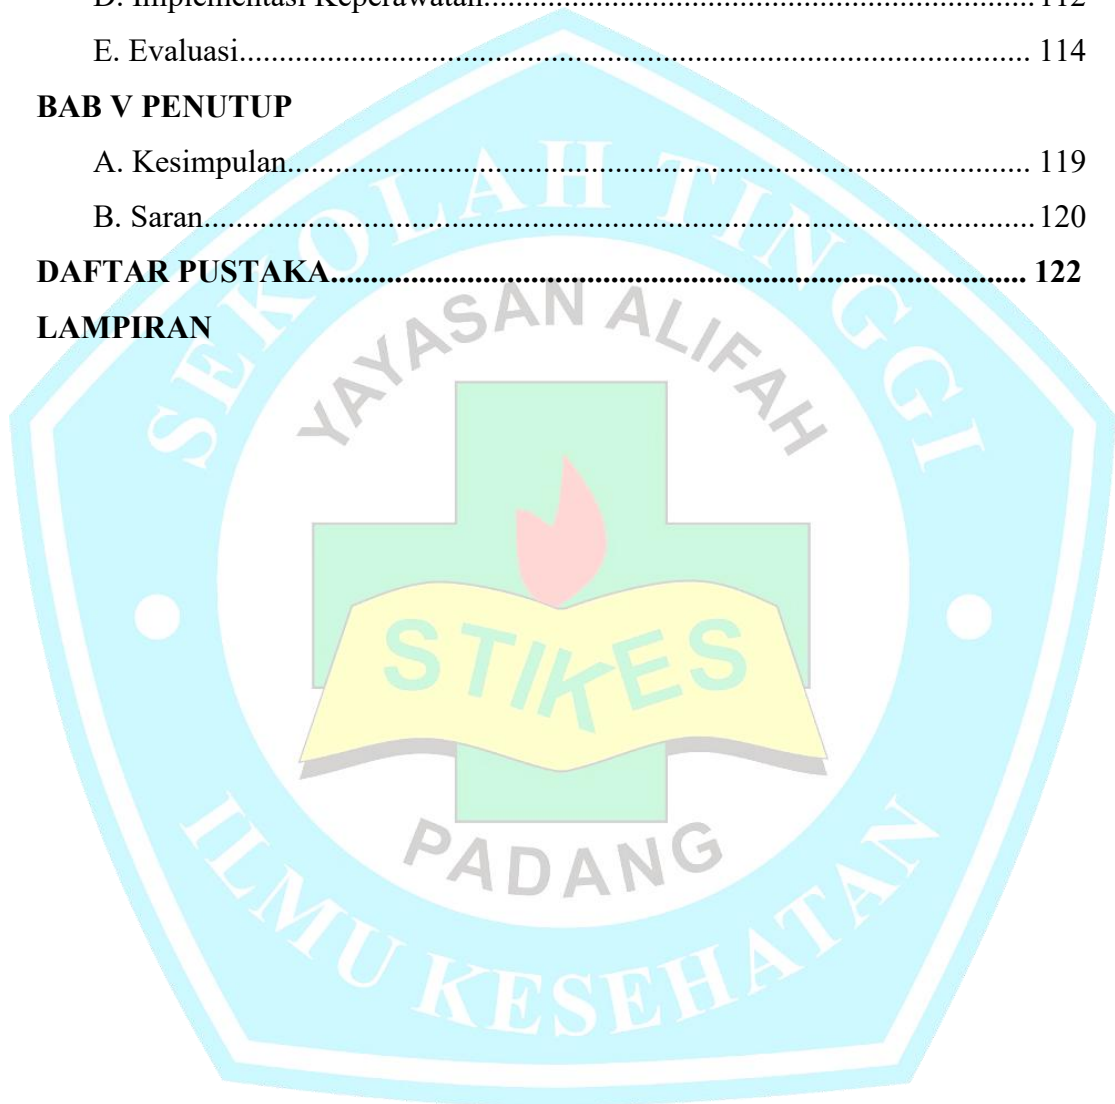 D. Implementasi Keperawatan........................................................................112
E. Evaluasi........................................................................................................ 114
BAB V PENUTUP
A. Kesimpulan.................................................................................................. 119
B. Saran.............................................................................................................120
DAFTAR PUSTAKA............................................................................................ 122
LAMPIRAN
SEKOLAH TINGGI
YAYASAN ALIFAH
STIKES
PADANG
ILMU KESEHATAN